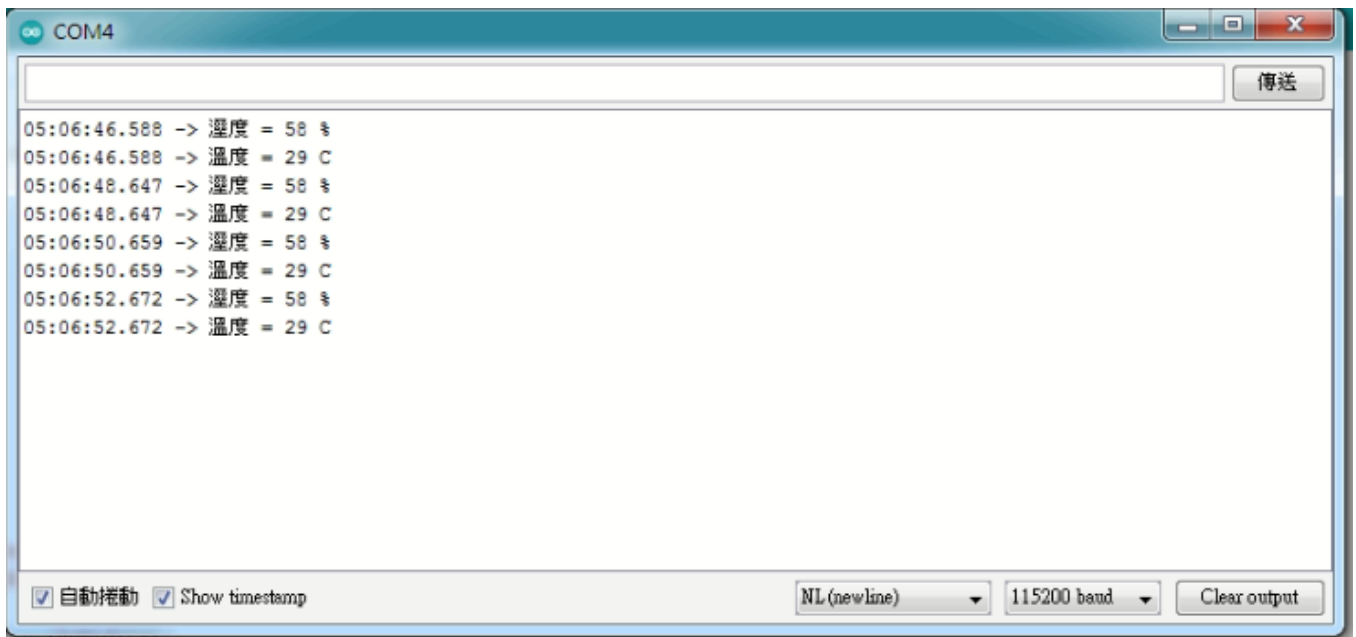 COM4
傳送
05:06:46.588 -> 溼度 = 58 %
05:06:46.588 -> 溫度 = 29 C
05:06:48.647 -> 溼度 = 58 %
05:06:48.647 -> 溫度 = 29 C
05:06:50.659 -> 溼度 = 58 %
05:06:50.659 -> 溫度 = 29 C
05:06:52.672 -> 溼度 = 58 %
05:06:52.672 -> 溫度 = 29 C
自動捲動 Show timestamp NL (newline) 115200 baud Clear output